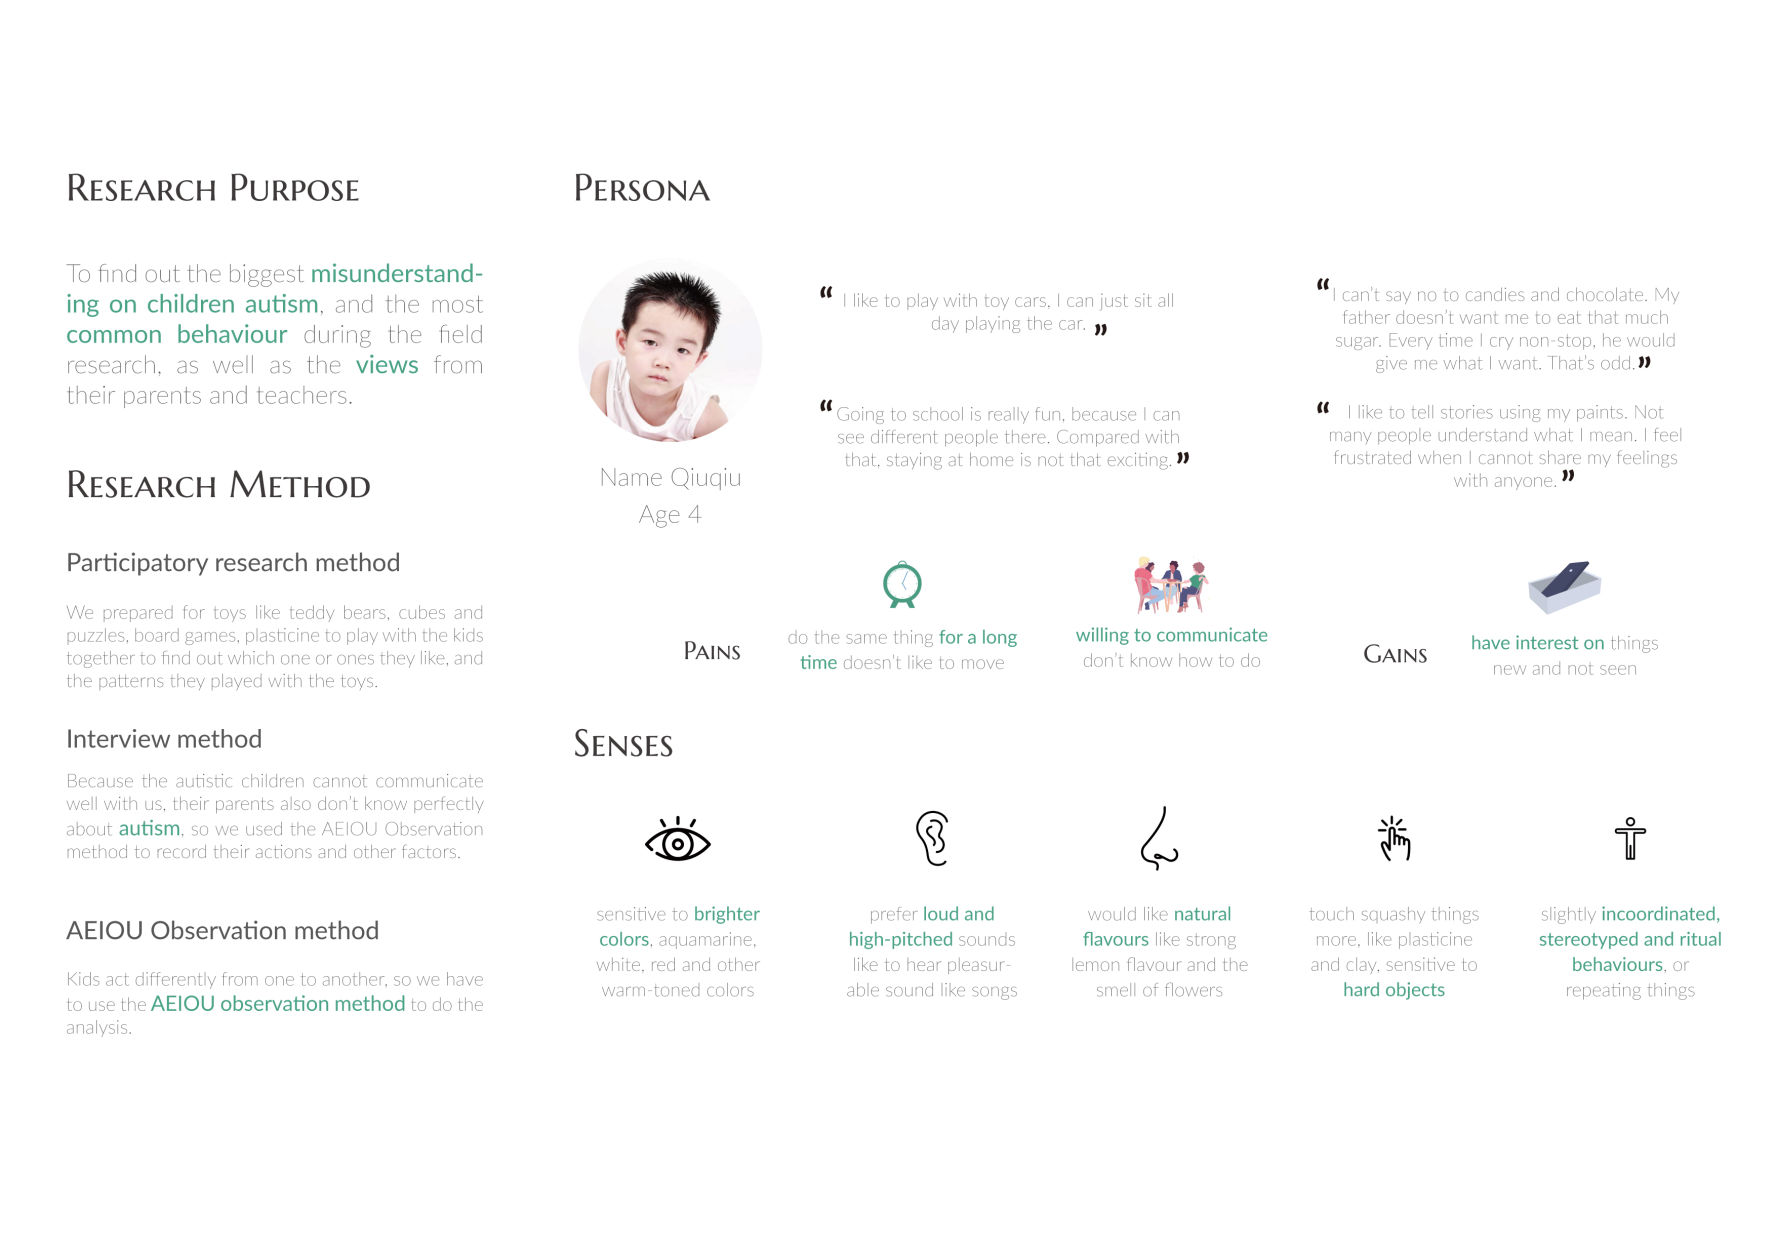 RESEARCH PURPOSE
To find out the biggest misunderstand-
ing on children autism, and the most
common behaviour during the field
research, as well as the views from
their parents and teachers.
RESEARCH METHOD
Participatory research method
We prepared for toys like teddy bears, cubes and
puzzles, board games, plasticine to play with the kids
together to find out which one or ones they like, and
the patterns they played with the toys.
Interview method
Because the autistic children cannot communicate
well with us, their parents also don't know perfectly
about autism, so we used the AEIOU Observation
method to record their actions and other factors.
AEIOU Observation method
Kids act differently from one to another, so we have
to use the AEIOU observation method to do the
analysis.
PERSONA
Name Qiuqiu
Age 4
“ I like to play with toy cars, I can just sit all
day playing the car. ”
“ Going to school is really fun, because I can
see different people there. Compared with
that, staying at home is not that exciting. ”
“ I can't say no to candies and chocolate. My
father doesn't want me to eat that much
sugar. Every time I cry non-stop, he would
give me what I want. That's odd. ”
“ I like to tell stories using my paints. Not
many people understand what I mean. I feel
frustrated when I cannot share my feelings
with anyone. ”
PAINS
do the same thing for a long
time doesn't like to move
willing to communicate
don't know how to do
GAINS
have interest on things
new and not seen
SENSES
sensitive to brighter
colors, aquamarine,
white, red and other
warm-toned colors
prefer loud and
high-pitched sounds
like to hear pleasur-
able sound like songs
would like natural
flavours like strong
lemon flavour and the
smell of flowers
touch squashy things
more, like plasticine
and clay, sensitive to
hard objects
slightly incoordinated,
stereotyped and ritual
behaviours, or
repeating things